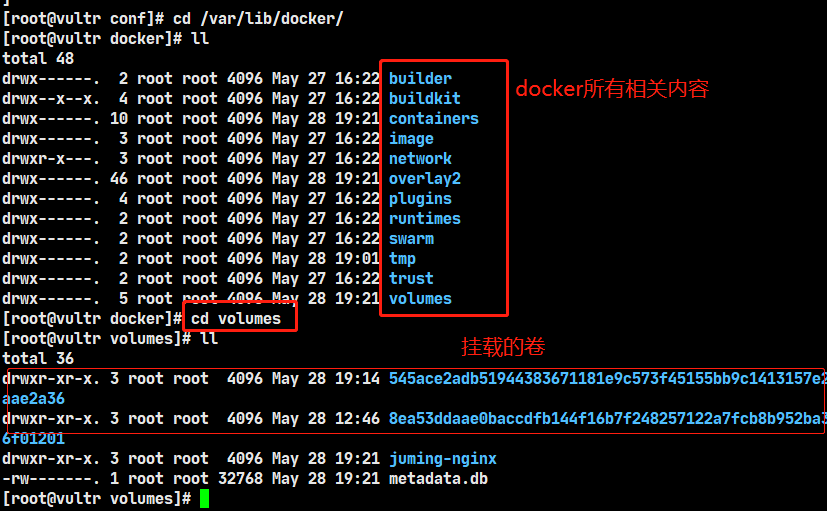 ]
[root@vultr conf]# cd /var/lib/docker/
[root@vultr docker]# ll
total 48
drwx------. 2 root root 4096 May 27 16:22 builder
drwx--x--x. 4 root root 4096 May 27 16:22 buildkit
docker所有相关内容
drwx------. 10 root root 4096 May 28 19:21 containers
drwx------. 3 root root 4096 May 27 16:22 image
drwxr-x---. 3 root root 4096 May 27 16:22 network
drwx------. 46 root root 4096 May 28 19:21 overlay2
drwx------. 4 root root 4096 May 27 16:22 plugins
drwx------. 2 root root 4096 May 27 16:22 runtimes
drwx------. 2 root root 4096 May 27 16:22 swarm
drwx------. 2 root root 4096 May 28 19:01 tmp
drwx------. 2 root root 4096 May 27 16:22 trust
drwx------. 5 root root 4096 May 28 19:21 volumes
[root@vultr docker]# cd volumes
[root@vultr volumes]# ll
挂载的卷
total 36
drwxr-xr-x. 3 root root 4096 May 28 19:14 545ace2adb51944383671181e9c573f45155bb9c1413157e2
aae2a36
drwxr-xr-x. 3 root root 4096 May 28 12:46 8ea53ddaae0baccdfb144f16b7f248257122a7fcb8b952ba3
6f01201
drwxr-xr-x. 3 root root 4096 May 28 19:21 juming-nginx
-rw-------. 1 root root 32768 May 28 19:21 metadata.db
[root@vultr volumes]#